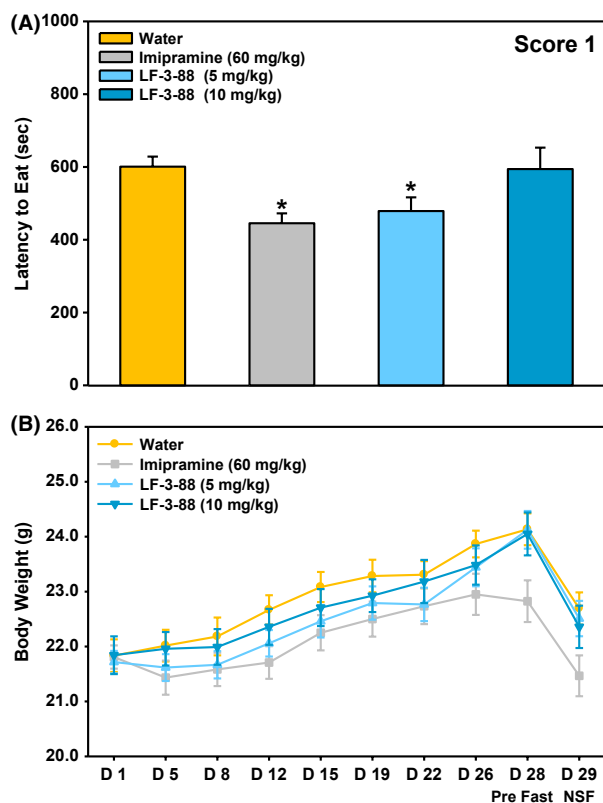 (A)
1000
800
600
400
200
0
Latency to Eat (sec)
Water
Imipramine (60 mg/kg)
LF-3-88 (5 mg/kg)
LF-3-88 (10 mg/kg)
Score 1
*
*
(B)
26.0
25.0
24.0
23.0
22.0
21.0
20.0
Body Weight (g)
Water
Imipramine (60 mg/kg)
LF-3-88 (5 mg/kg)
LF-3-88 (10 mg/kg)
D 1 D 5 D 8 D 12 D 15 D 19 D 22 D 26 D 28 D 29
Pre Fast NSF